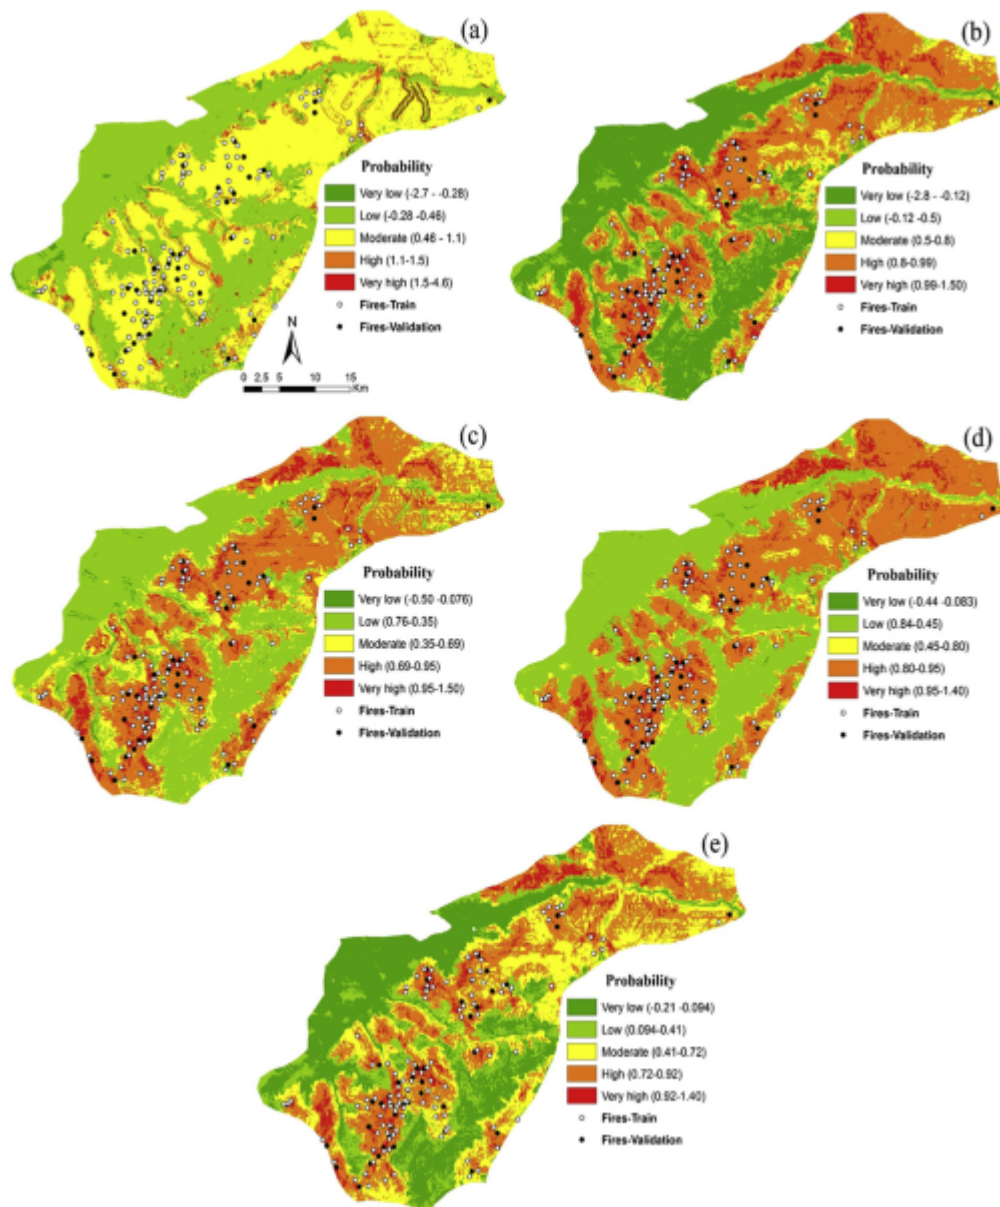 (a)
Probability
Very low (-2.7 - -0.28)
Low (-0.28 -0.46)
Moderate (0.46 - 1.1)
High (1.1-1.5)
Very high (1.5-4.6)
Fires-Train
Fires-Validation
N
0 2.5 5 10 15
Km
(b)
Probability
Very low (-2.8 - -0.12)
Low (-0.12 -0.5)
Moderate (0.5-0.8)
High (0.8-0.99)
Very high (0.99-1.50)
Fires-Train
Fires-Validation
(c)
Probability
Very low (-0.50 -0.076)
Low (0.76-0.35)
Moderate (0.35-0.69)
High (0.69-0.95)
Very high (0.95-1.50)
Fires-Train
Fires-Validation
(d)
Probability
Very low (-0.44 -0.083)
Low (0.84-0.45)
Moderate (0.45-0.80)
High (0.80-0.95)
Very high (0.95-1.40)
Fires-Train
Fires-Validation
(e)
Probability
Very low (-0.21 -0.094)
Low (0.094-0.41)
Moderate (0.41-0.72)
High (0.72-0.92)
Very high (0.92-1.40)
Fires-Train
Fires-Validation